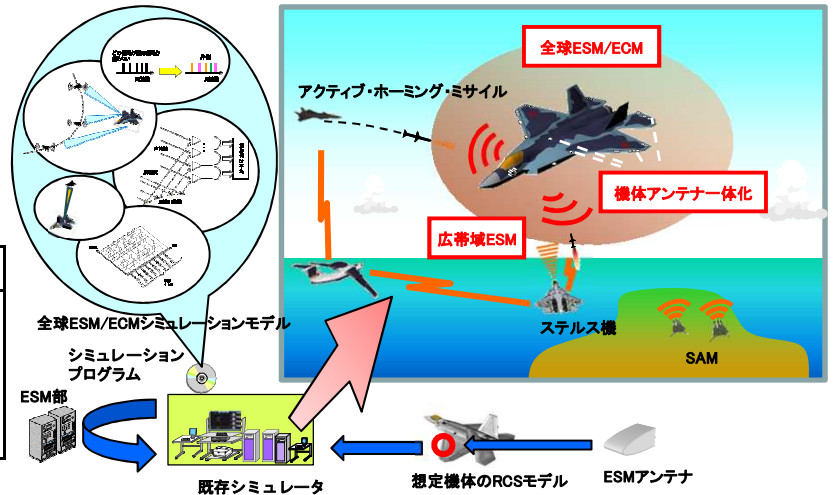 全球ESM/ECM
アクティブ・ホーミング・ミサイル
機体アンテナ一体化
広帯域ESM
ステルス機
SAM
全球ESM/ECMシミュレーションモデル
シミュレーション
プログラム
ESM部
既存シミュレータ
想定機体のRCSモデル
ESMアンテナ